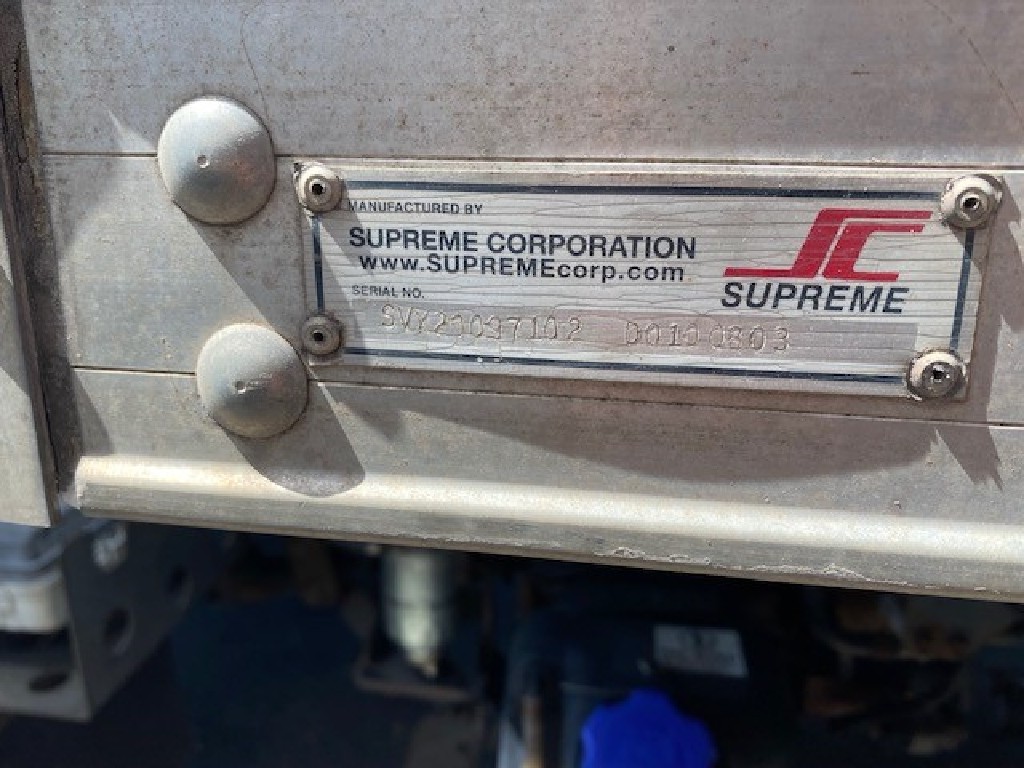 MANUFACTURED BY
SUPREME CORPORATION
www.SUPREMEcorp.com
SERIAL NO.
SUPREME